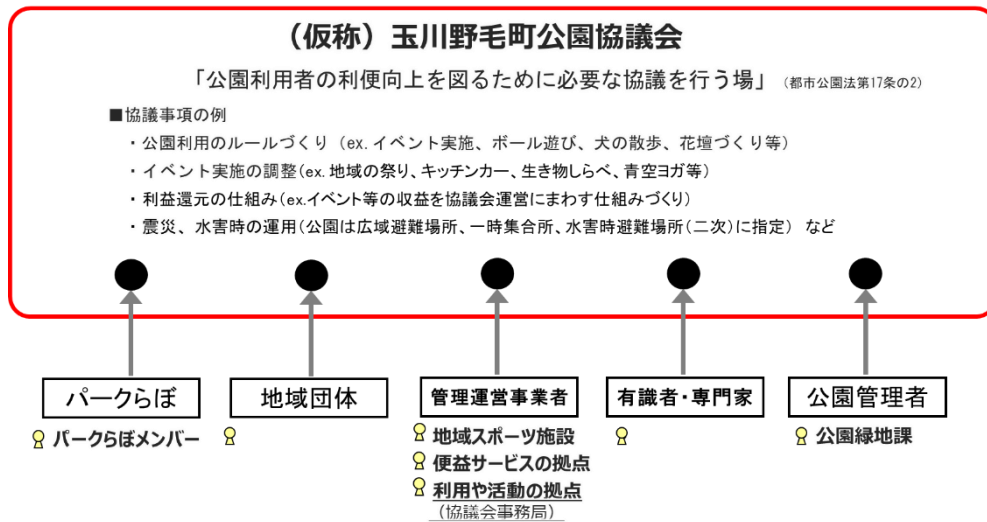 (仮称)玉川野毛町公園協議会
「公園利用者の利便向上を図るために必要な協議を行う場」 (都市公園法第17条の2)
■協議事項の例
・公園利用のルールづくり(ex.イベント実施、ボール遊び、犬の散歩、花壇づくり等)
・イベント実施の調整(ex.地域の祭り、キッチンカー、生き物しらべ、青空ヨガ等)
・利益還元の仕組み(ex.イベント等の収益を協議会運営にまわす仕組みづくり)
・震災、水害時の運用(公園は広域避難場所、一時集合所、水害時避難場所(二次)に指定) など
パークらぼ
パークらぼメンバー
地域団体
管理運営事業者
地域スポーツ施設
便益サービスの拠点
利用や活動の拠点
(協議会事務局)
有識者・専門家
公園管理者
公園緑地課